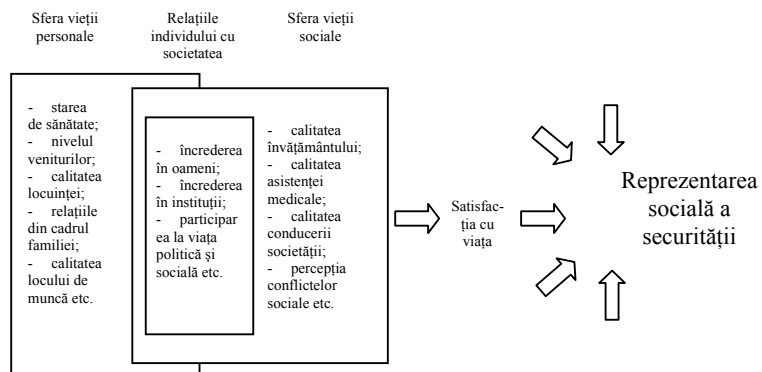 Sfera vieții
personale
Relațiile
individului cu
societatea
Sfera vieții
sociale
- starea
de sănătate;
- nivelul
veniturilor;
- calitatea
locuinței;
- relațiile
din cadrul
familiei;
- calitatea
locului de
muncă etc.
- încrederea
în oameni;
- încrederea
în instituții;
- participar
ea la viața
politică și
socială etc.
- calitatea
învățământului;
- calitatea
asistenței
medicale;
- calitatea
conducerii
societății;
- percepția
conflictelor
sociale etc.
Satisfac-
ția cu
viața
Reprezentarea
socială a
securității